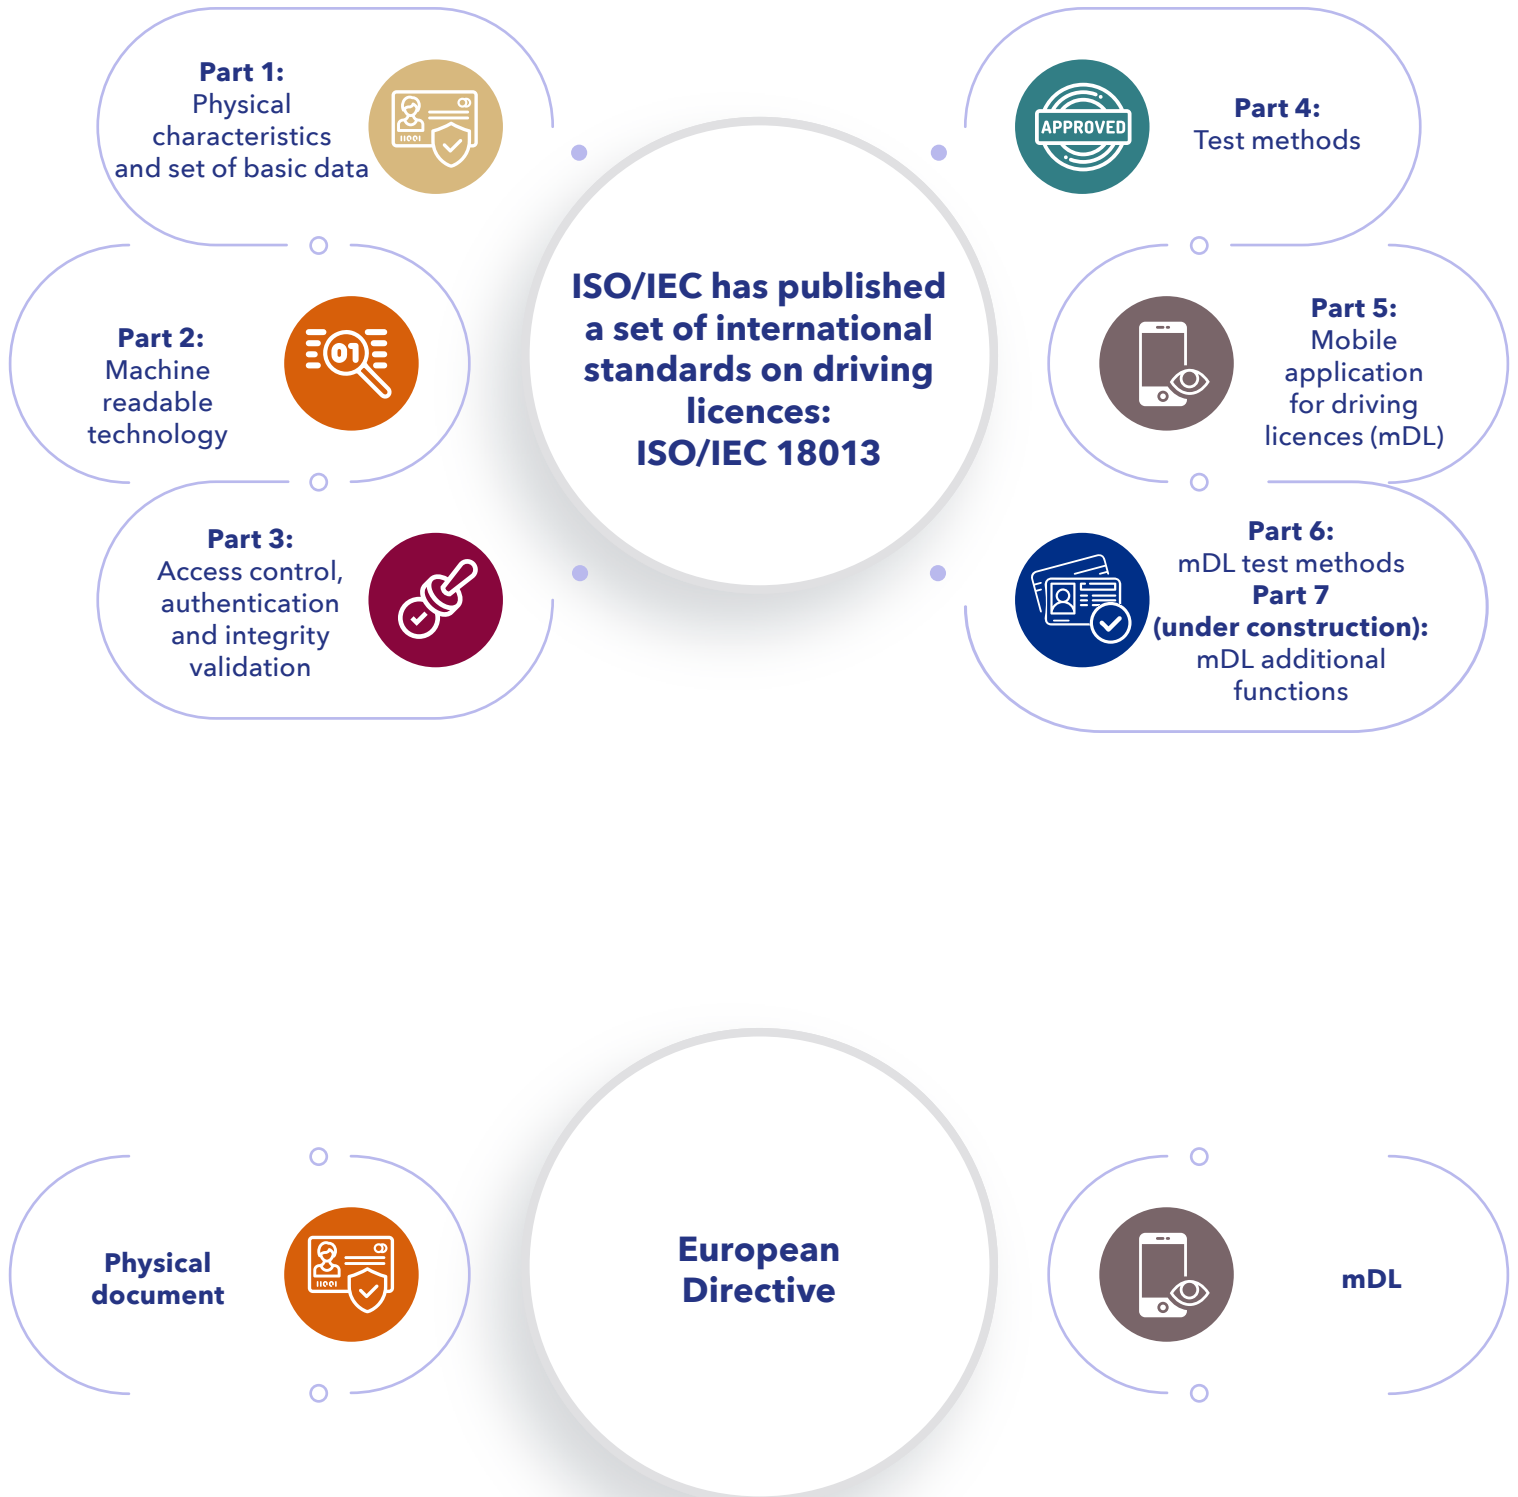 Part 1:
Physical
characteristics
and set of basic data
11001
Part 2:
Machine
readable
technology
01
Part 3:
Access control,
authentication
and integrity
validation
ISO/IEC has published
a set of international
standards on driving
licences:
ISO/IEC 18013
APPROVED
Part 4:
Test methods
Part 5:
Mobile
application
for driving
licences (mDL)
Part 6:
mDL test methods
Part 7
(under construction):
mDL additional
functions
Physical
document
11001
European
Directive
mDL